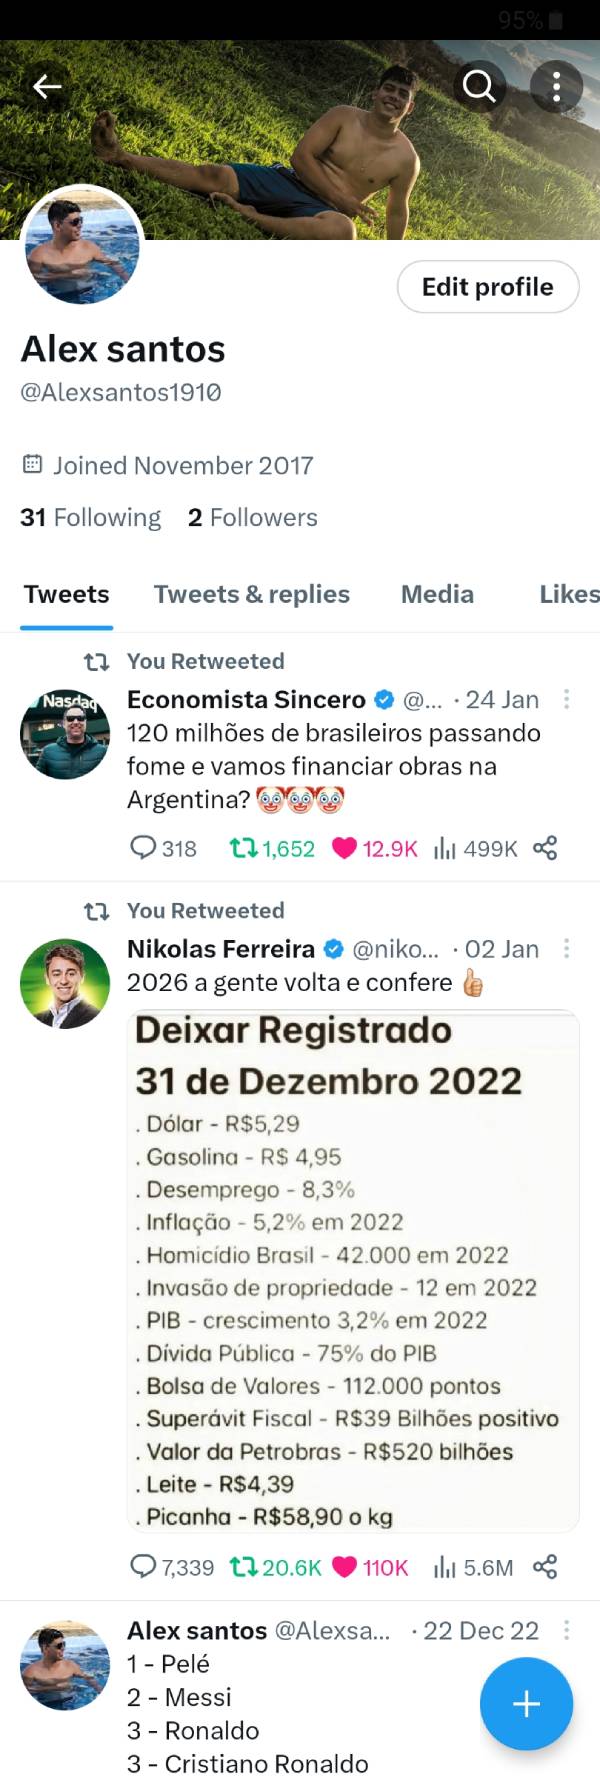 95%
Edit profile
Alex santos
@Alexsantos1910
Joined November 2017
31 Following 2 Followers
Tweets Tweets & replies Media Likes
You Retweeted
Nasdaq
Economista Sincero @... · 24 Jan
120 milhões de brasileiros passando
fome e vamos financiar obras na
Argentina? 🤡🤡🤡
318 1,652 12.9K 499K
You Retweeted
Nikolas Ferreira @niko... · 02 Jan
2026 a gente volta e confere 👍
Deixar Registrado
31 de Dezembro 2022
. Dólar - R$5,29
. Gasolina - R$ 4,95
. Desemprego - 8,3%
. Inflação - 5,2% em 2022
. Homicídio Brasil - 42.000 em 2022
. Invasão de propriedade - 12 em 2022
. PIB - crescimento 3,2% em 2022
. Dívida Pública - 75% do PIB
. Bolsa de Valores - 112.000 pontos
. Superávit Fiscal - R$39 Bilhões positivo
. Valor da Petrobras - R$520 bilhões
. Leite - R$4,39
. Picanha - R$58,90 o kg
7,339 20.6K 110K 5.6M
Alex santos @Alexsa... · 22 Dec 22
1 - Pelé
2 - Messi
3 - Ronaldo
3 - Cristiano Ronaldo